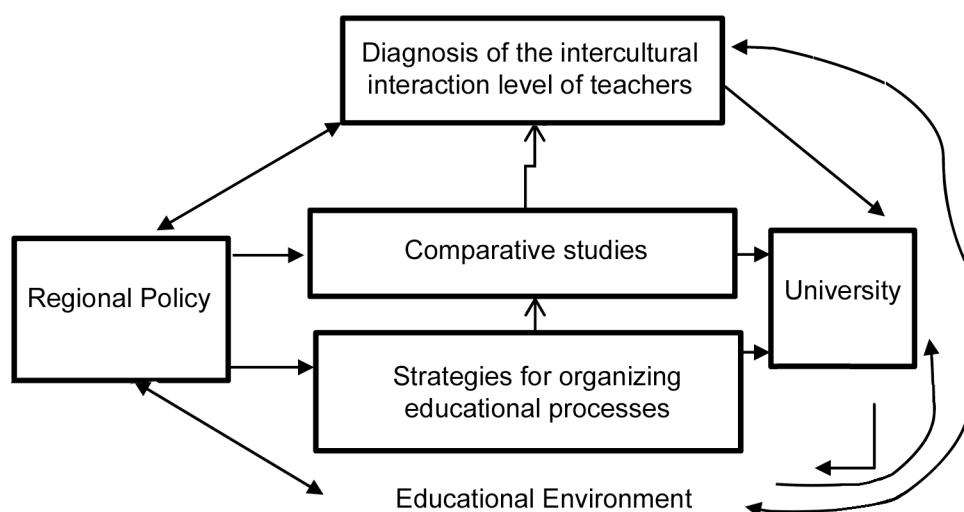 Diagnosis of the intercultural
interaction level of teachers
Comparative studies
Regional Policy
University
Strategies for organizing
educational processes
Educational Environment